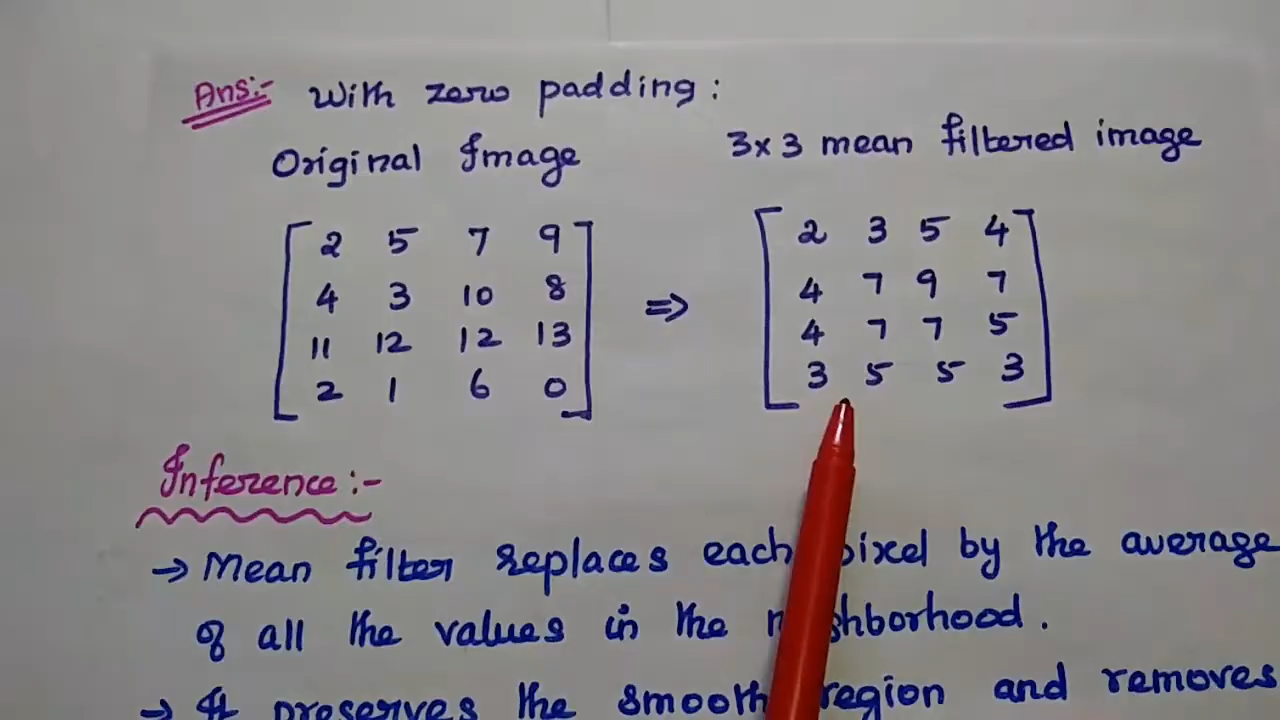 Ans:- With zero padding:
Original Image 3x3 mean filtered image
2 5 7 9 2 3 5 4
4 3 10 8 ⇒ 4 7 9 7
11 12 12 13 4 7 7 5
2 1 6 0 3 5 5 3
Inference:-
→ Mean filter replaces each pixel by the average
of all the values in the neighborhood.
→ It preserves the smooth region and removes